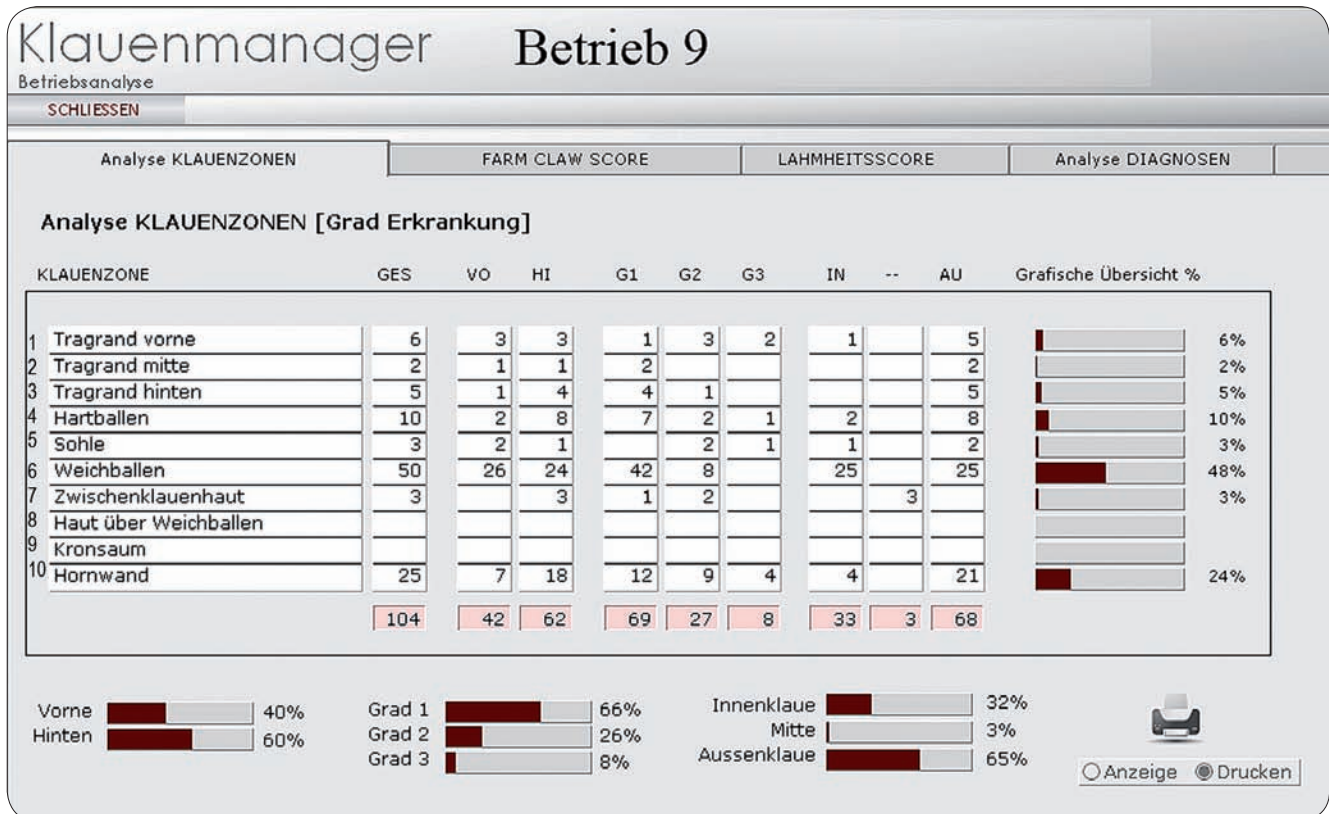 Klauenmanager Betrieb 9
Betriebsanalyse
SCHLIESSEN
Analyse KLAUENZONEN FARM CLAW SCORE LAHMHEITSSCORE Analyse DIAGNOSEN
Analyse KLAUENZONEN [Grad Erkrankung]
KLAUENZONE GES VO HI G1 G2 G3 IN -- AU Grafische Übersicht %
1 Tragrand vorne 6 3 3 1 3 2 1 5 6%
2 Tragrand mitte 2 1 1 2 2 2%
3 Tragrand hinten 5 1 4 4 1 5 5%
4 Hartballen 10 2 8 7 2 1 2 8 10%
5 Sohle 3 2 1 2 1 1 2 3%
6 Weichballen 50 26 24 42 8 25 25 48%
7 Zwischenklauenhaut 3 3 1 2 3 3%
8 Haut über Weichballen
9 Kronsaum
10 Hornwand 25 7 18 12 9 4 4 21 24%
104 42 62 69 27 8 33 3 68
Vorne 40% Grad 1 66% Innenklaue 32%
Hinten 60% Grad 2 26% Mitte 3%
Grad 3 8% Aussenklaue 65%
Anzeige Drucken